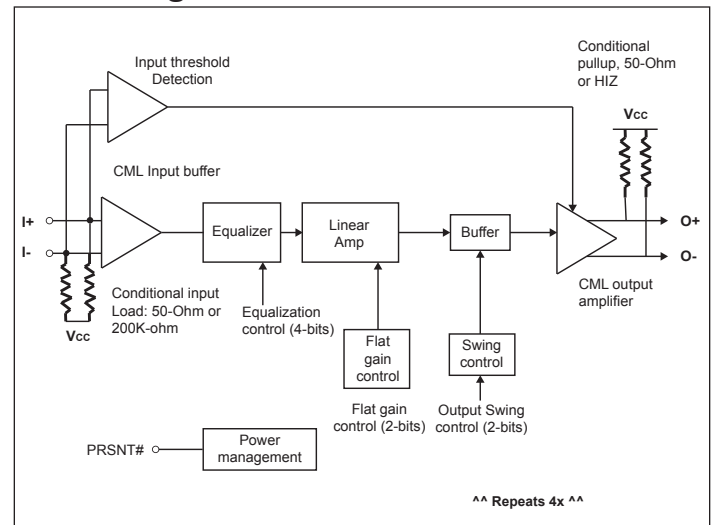 Conditional
pullup, 50-Ohm
or HIZ
Input threshold
Detection
Vcc
CML Input buffer
I+
I-
Equalizer
Linear
Amp
Buffer
O+
O-
CML output
amplifier
Conditional input
Load: 50-Ohm or
200K-ohm
Vcc
Equalization
control (4-bits)
Flat
gain
control
Swing
control
Flat gain
control (2-bits)
Output Swing
control (2-bits)
PRSNT#
Power
management
^^ Repeats 4x ^^